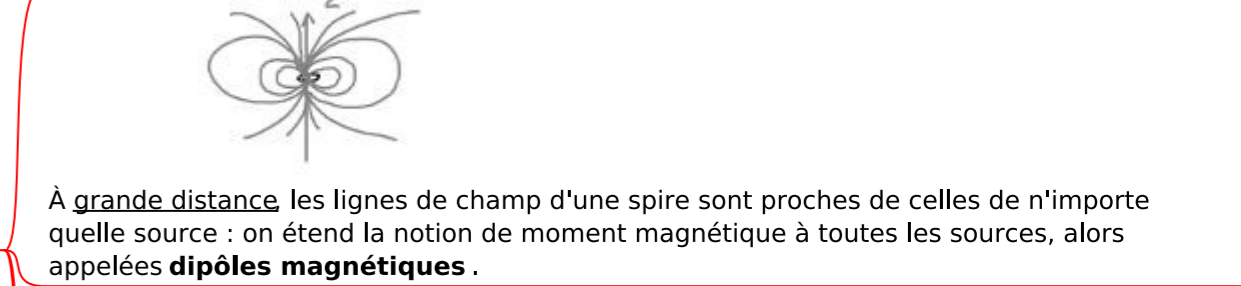 z
À grande distance, les lignes de champ d'une spire sont proches de celles de n'importe
quelle source : on étend la notion de moment magnétique à toutes les sources, alors
appelées dipôles magnétiques .